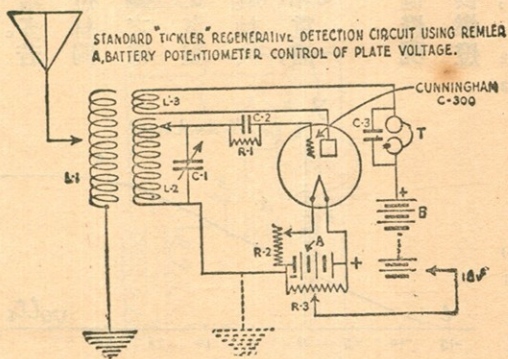 STANDARD "TICKLER" REGENERATIVE DETECTION CIRCUIT USING REMLER
A, BATTERY POTENTIOMETER CONTROL OF PLATE VOLTAGE.
CUNNINGHAM
C-300
L-3
C-2
C-3
T
R-1
L-1
L-2
C-1
+
B
R-2
A
+
18V
R-3